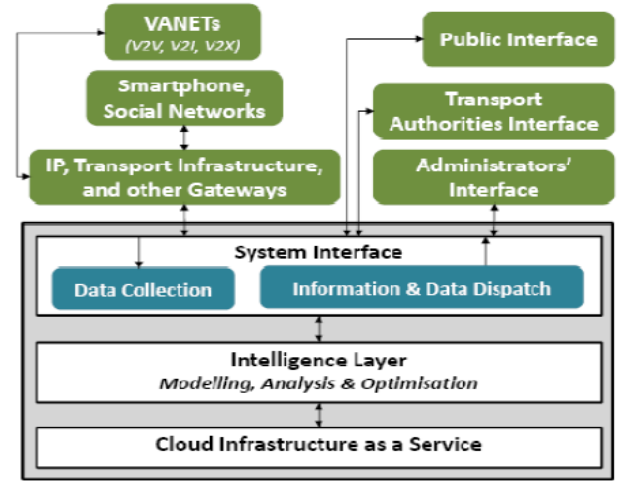 VANETs
(V2V, V2I, V2X)
Smartphone,
Social Networks
IP, Transport Infrastructure,
and other Gateways
Public Interface
Transport
Authorities Interface
Administrators'
Interface
System Interface
Data Collection
Information & Data Dispatch
Intelligence Layer
Modelling, Analysis & Optimisation
Cloud Infrastructure as a Service